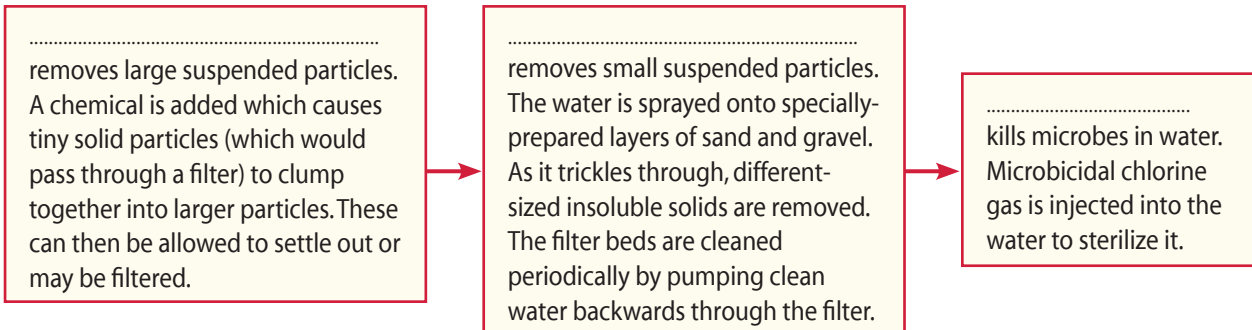 ........................................................................
removes large suspended particles.
A chemical is added which causes
tiny solid particles (which would
pass through a filter) to clump
together into larger particles. These
can then be allowed to settle out or
may be filtered.
........................................................................
removes small suspended particles.
The water is sprayed onto specially-
prepared layers of sand and gravel.
As it trickles through, different-
sized insoluble solids are removed.
The filter beds are cleaned
periodically by pumping clean
water backwards through the filter.
..........................................
kills microbes in water.
Microbicidal chlorine
gas is injected into the
water to sterilize it.